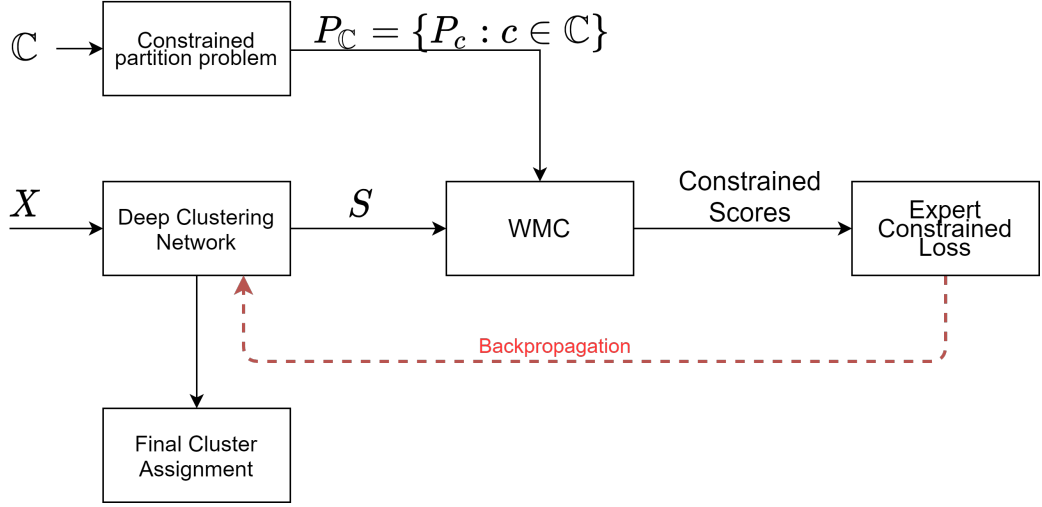 ℂ
Constrained
partition problem
P_ℂ = {P_c : c ∈ ℂ}
X
Deep Clustering
Network
S
WMC
Constrained
Scores
Expert
Constrained
Loss
Backpropagation
Final Cluster
Assignment